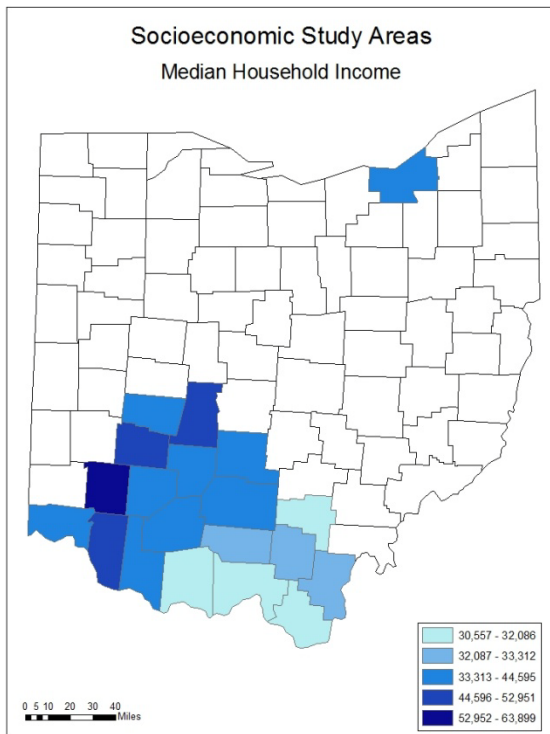 Socioeconomic Study Areas
Median Household Income
30,557 - 32,086
32,087 - 33,312
33,313 - 44,595
44,596 - 52,951
52,952 - 63,899
0 5 10 20 30 40
Miles